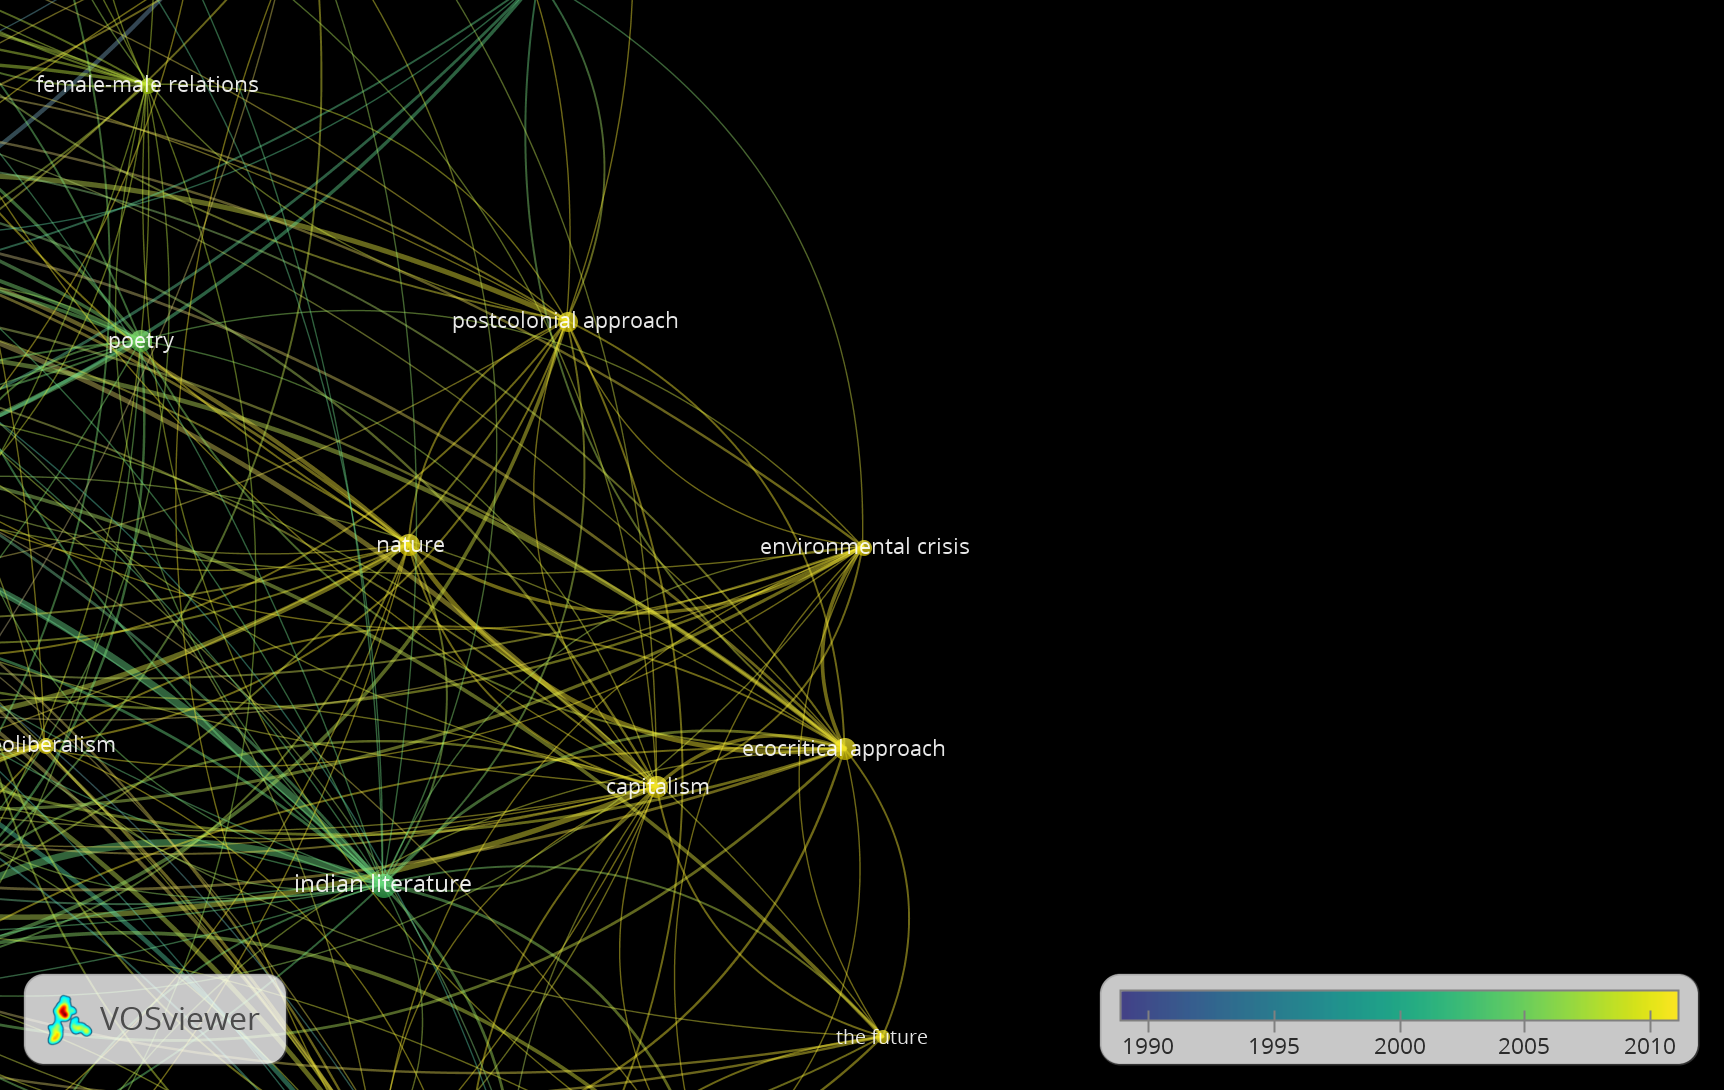 female-male relations
postcolonial approach
poetry
nature
environmental crisis
eoliberalism
ecocritical approach
capitalism
indian literature
the future
VOSviewer
1990 1995 2000 2005 2010